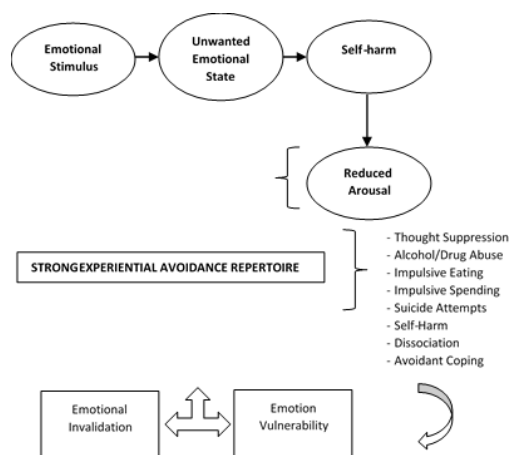 Emotional
Stimulus
Unwanted
Emotional
State
Self-harm
Reduced
Arousal
STRONGEXPERIENTIAL AVOIDANCE REPERTOIRE
- Thought Suppression
- Alcohol/Drug Abuse
- Impulsive Eating
- Impulsive Spending
- Suicide Attempts
- Self-Harm
- Dissociation
- Avoidant Coping
Emotional
Invalidation
Emotion
Vulnerability